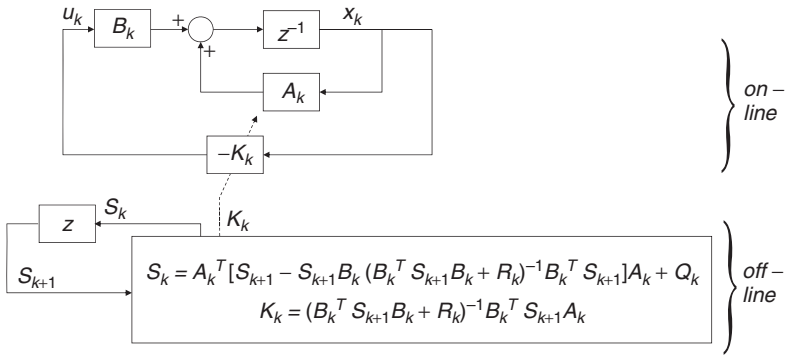 u_k
B_k
+
+
z^{-1}
x_k
A_k
-K_k
on –
line
K_k
z
S_k
S_{k+1}
S_k = A_k^T [S_{k+1} – S_{k+1}B_k (B_k^T S_{k+1}B_k + R_k)^{-1}B_k^T S_{k+1}]A_k + Q_k
K_k = (B_k^T S_{k+1}B_k + R_k)^{-1}B_k^T S_{k+1}A_k
off –
line